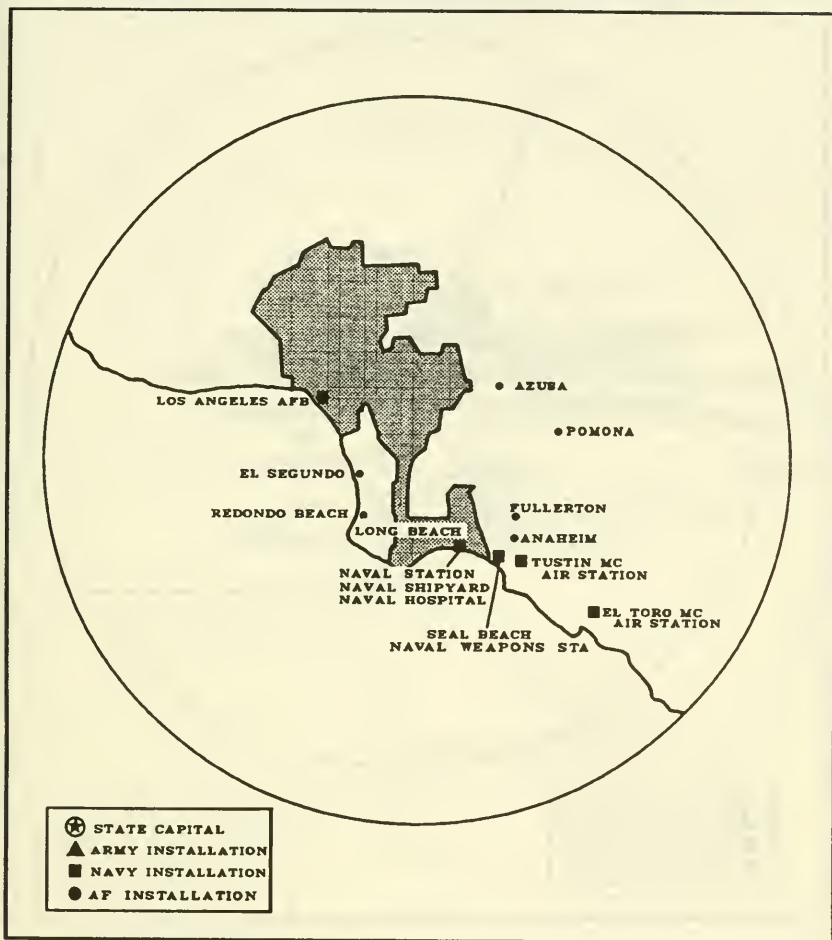 LOS ANGELES AFB
AZUSA
POMONA
EL SEGUNDO
REDONDO BEACH
LONG BEACH
FULLERTON
ANAHEIM
NAVAL STATION
NAVAL SHIPYARD
NAVAL HOSPITAL
TUSTIN MC
AIR STATION
EL TORO MC
AIR STATION
SEAL BEACH
NAVAL WEAPONS STA
STATE CAPITAL
ARMY INSTALLATION
NAVY INSTALLATION
AF INSTALLATION